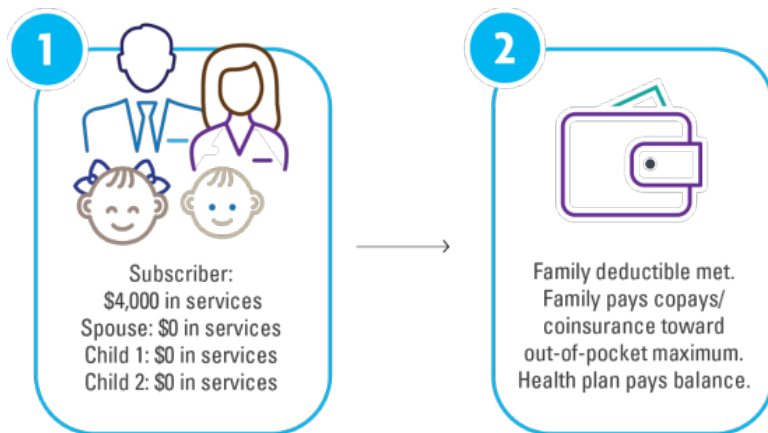 1
Subscriber:
$4,000 in services
Spouse: $0 in services
Child 1: $0 in services
Child 2: $0 in services
2
Family deductible met.
Family pays copays/
coinsurance toward
out-of-pocket maximum.
Health plan pays balance.